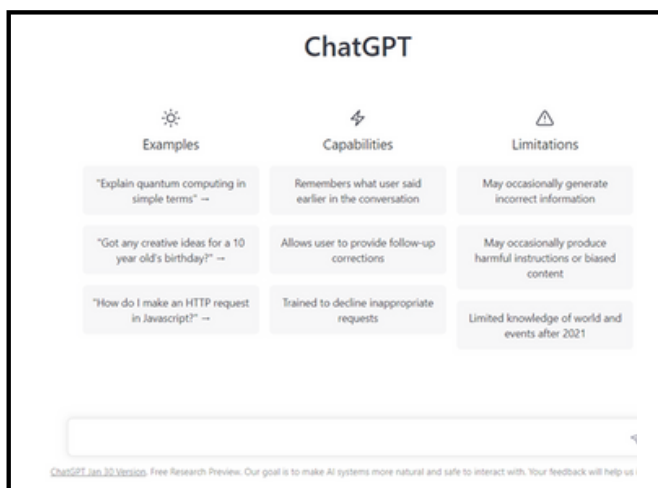 ChatGPT
Examples
Capabilities
Limitations
"Explain quantum computing in
simple terms" →
Remembers what user said
earlier in the conversation
May occasionally generate
incorrect information
"Got any creative ideas for a 10
year old's birthday?" →
Allows user to provide follow-up
corrections
May occasionally produce
harmful instructions or biased
content
"How do I make an HTTP request
in Javascript?" →
Trained to decline inappropriate
requests
Limited knowledge of world and
events after 2021
ChatGPT Jan 30 Version. Free Research Preview. Our goal is to make AI systems more natural and safe to interact with. Your feedback will help us